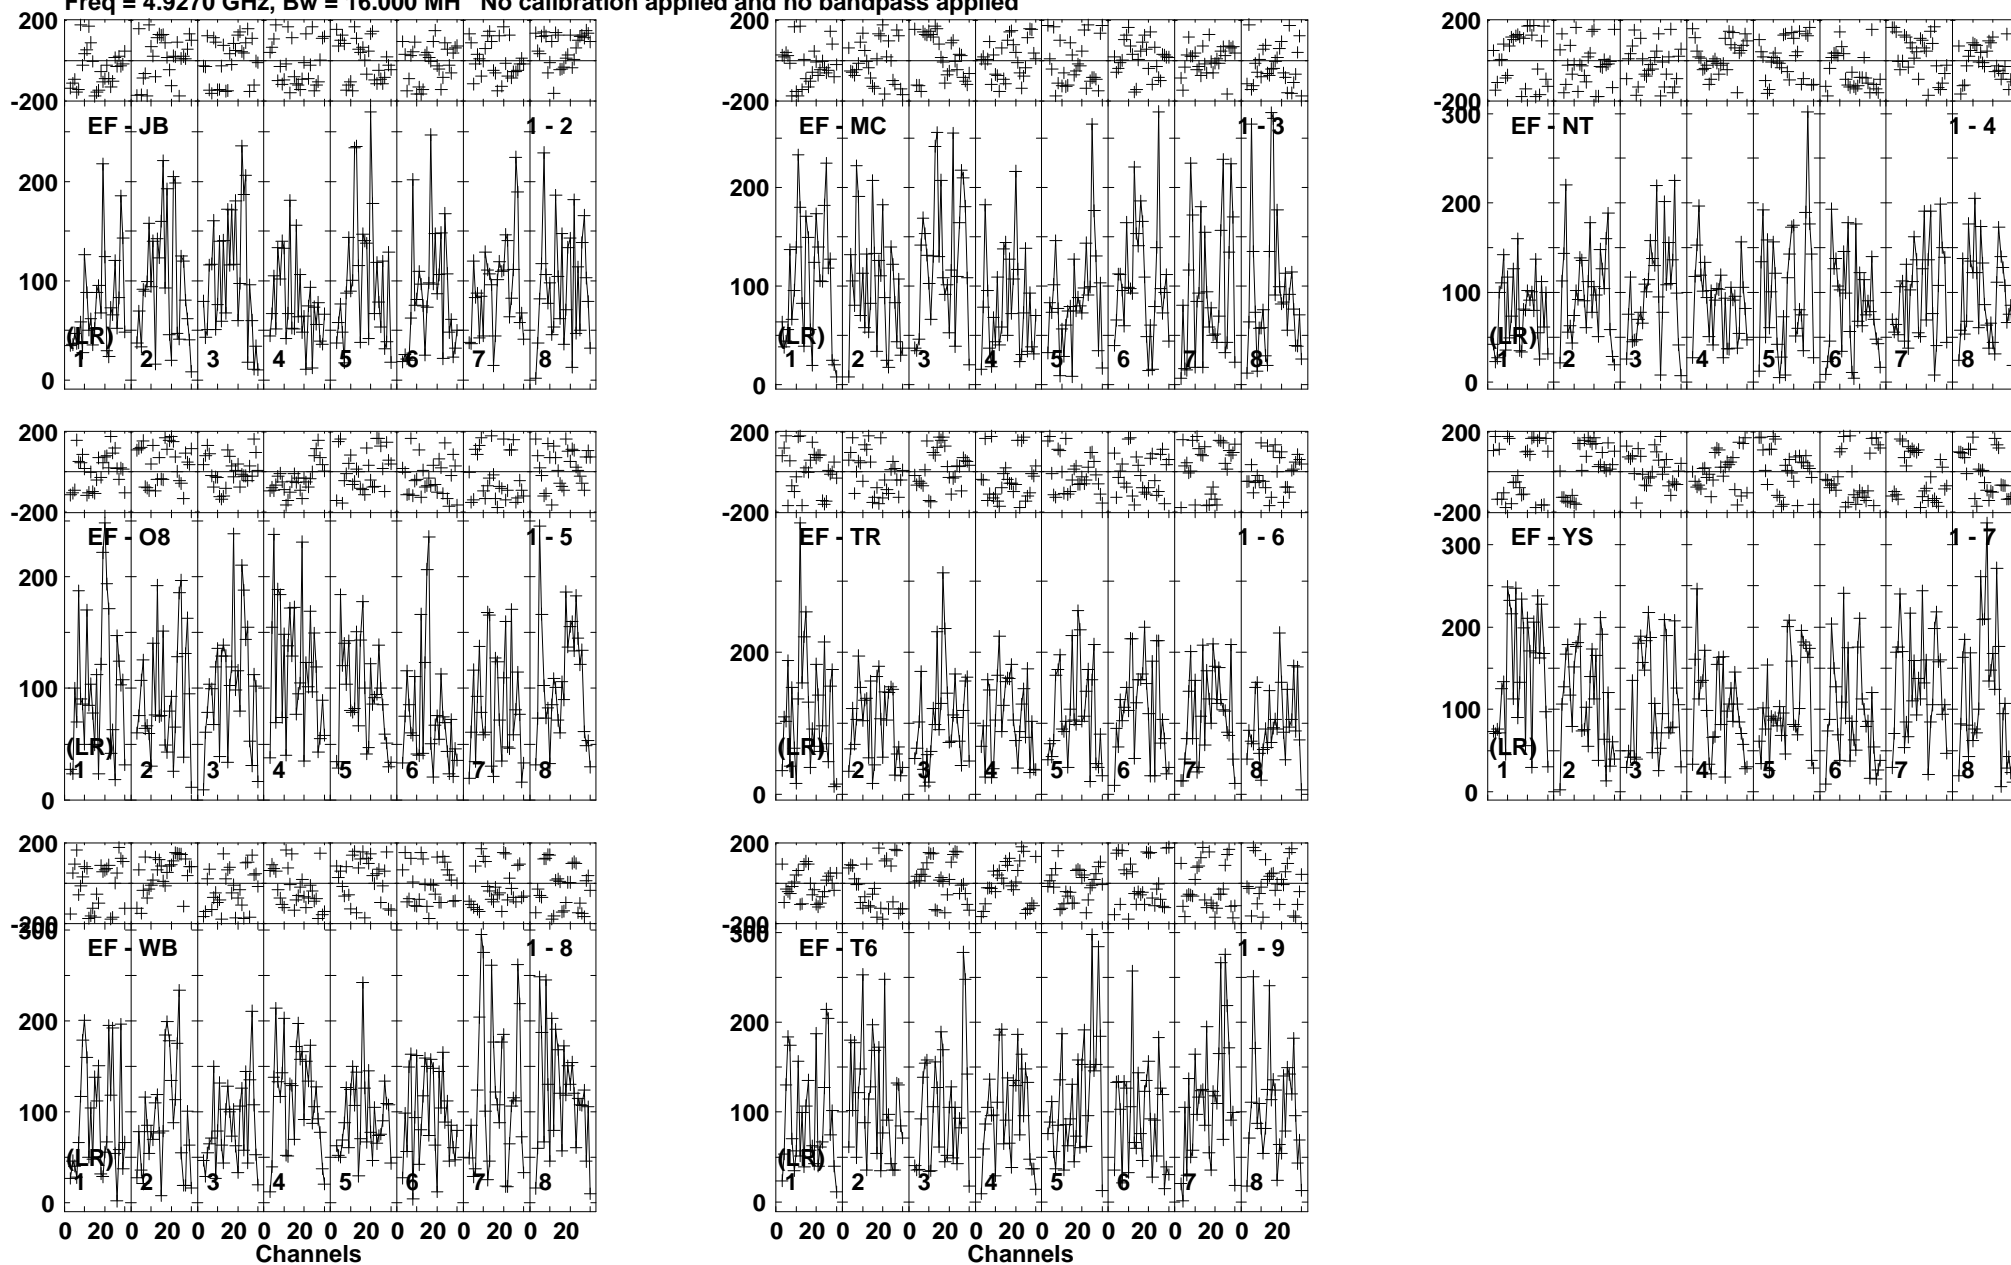 Freq = 4.9270 GHz, Bw = 16.000 MH No calibration applied and no bandpass applied
200 200 200
-200 -200 -200
300
EF - JB 1 - 2 EF - MC 1 - 3 EF - NT 1 - 4
200 200 200
100 100 100
(LR) (LR) (LR)
1 2 3 4 5 6 7 8 1 2 3 4 5 6 7 8 1 2 3 4 5 6 7 8
0 0 0
200 200 200
-200 -200 -200
EF - O8 1 - 5 EF - TR 1 - 6 EF - YS 1 - 7
300
200 200 200
100 100
(LR) (LR) (LR)
1 2 3 4 5 6 7 8 1 2 3 4 5 6 7 8 1 2 3 4 5 6 7 8
0 0 0
200 200
-200 -200
300 300
EF - WB 1 - 8 EF - T6 1 - 9
200 200
100 100
(LR) (LR)
1 2 3 4 5 6 7 8 1 2 3 4 5 6 7 8
0 0
0 20 0 20 0 20 0 20 0 20 0 20 0 20 0 20 0 20 0 20 0 20 0 20 0 20 0 20 0 20 0 20
Channels Channels